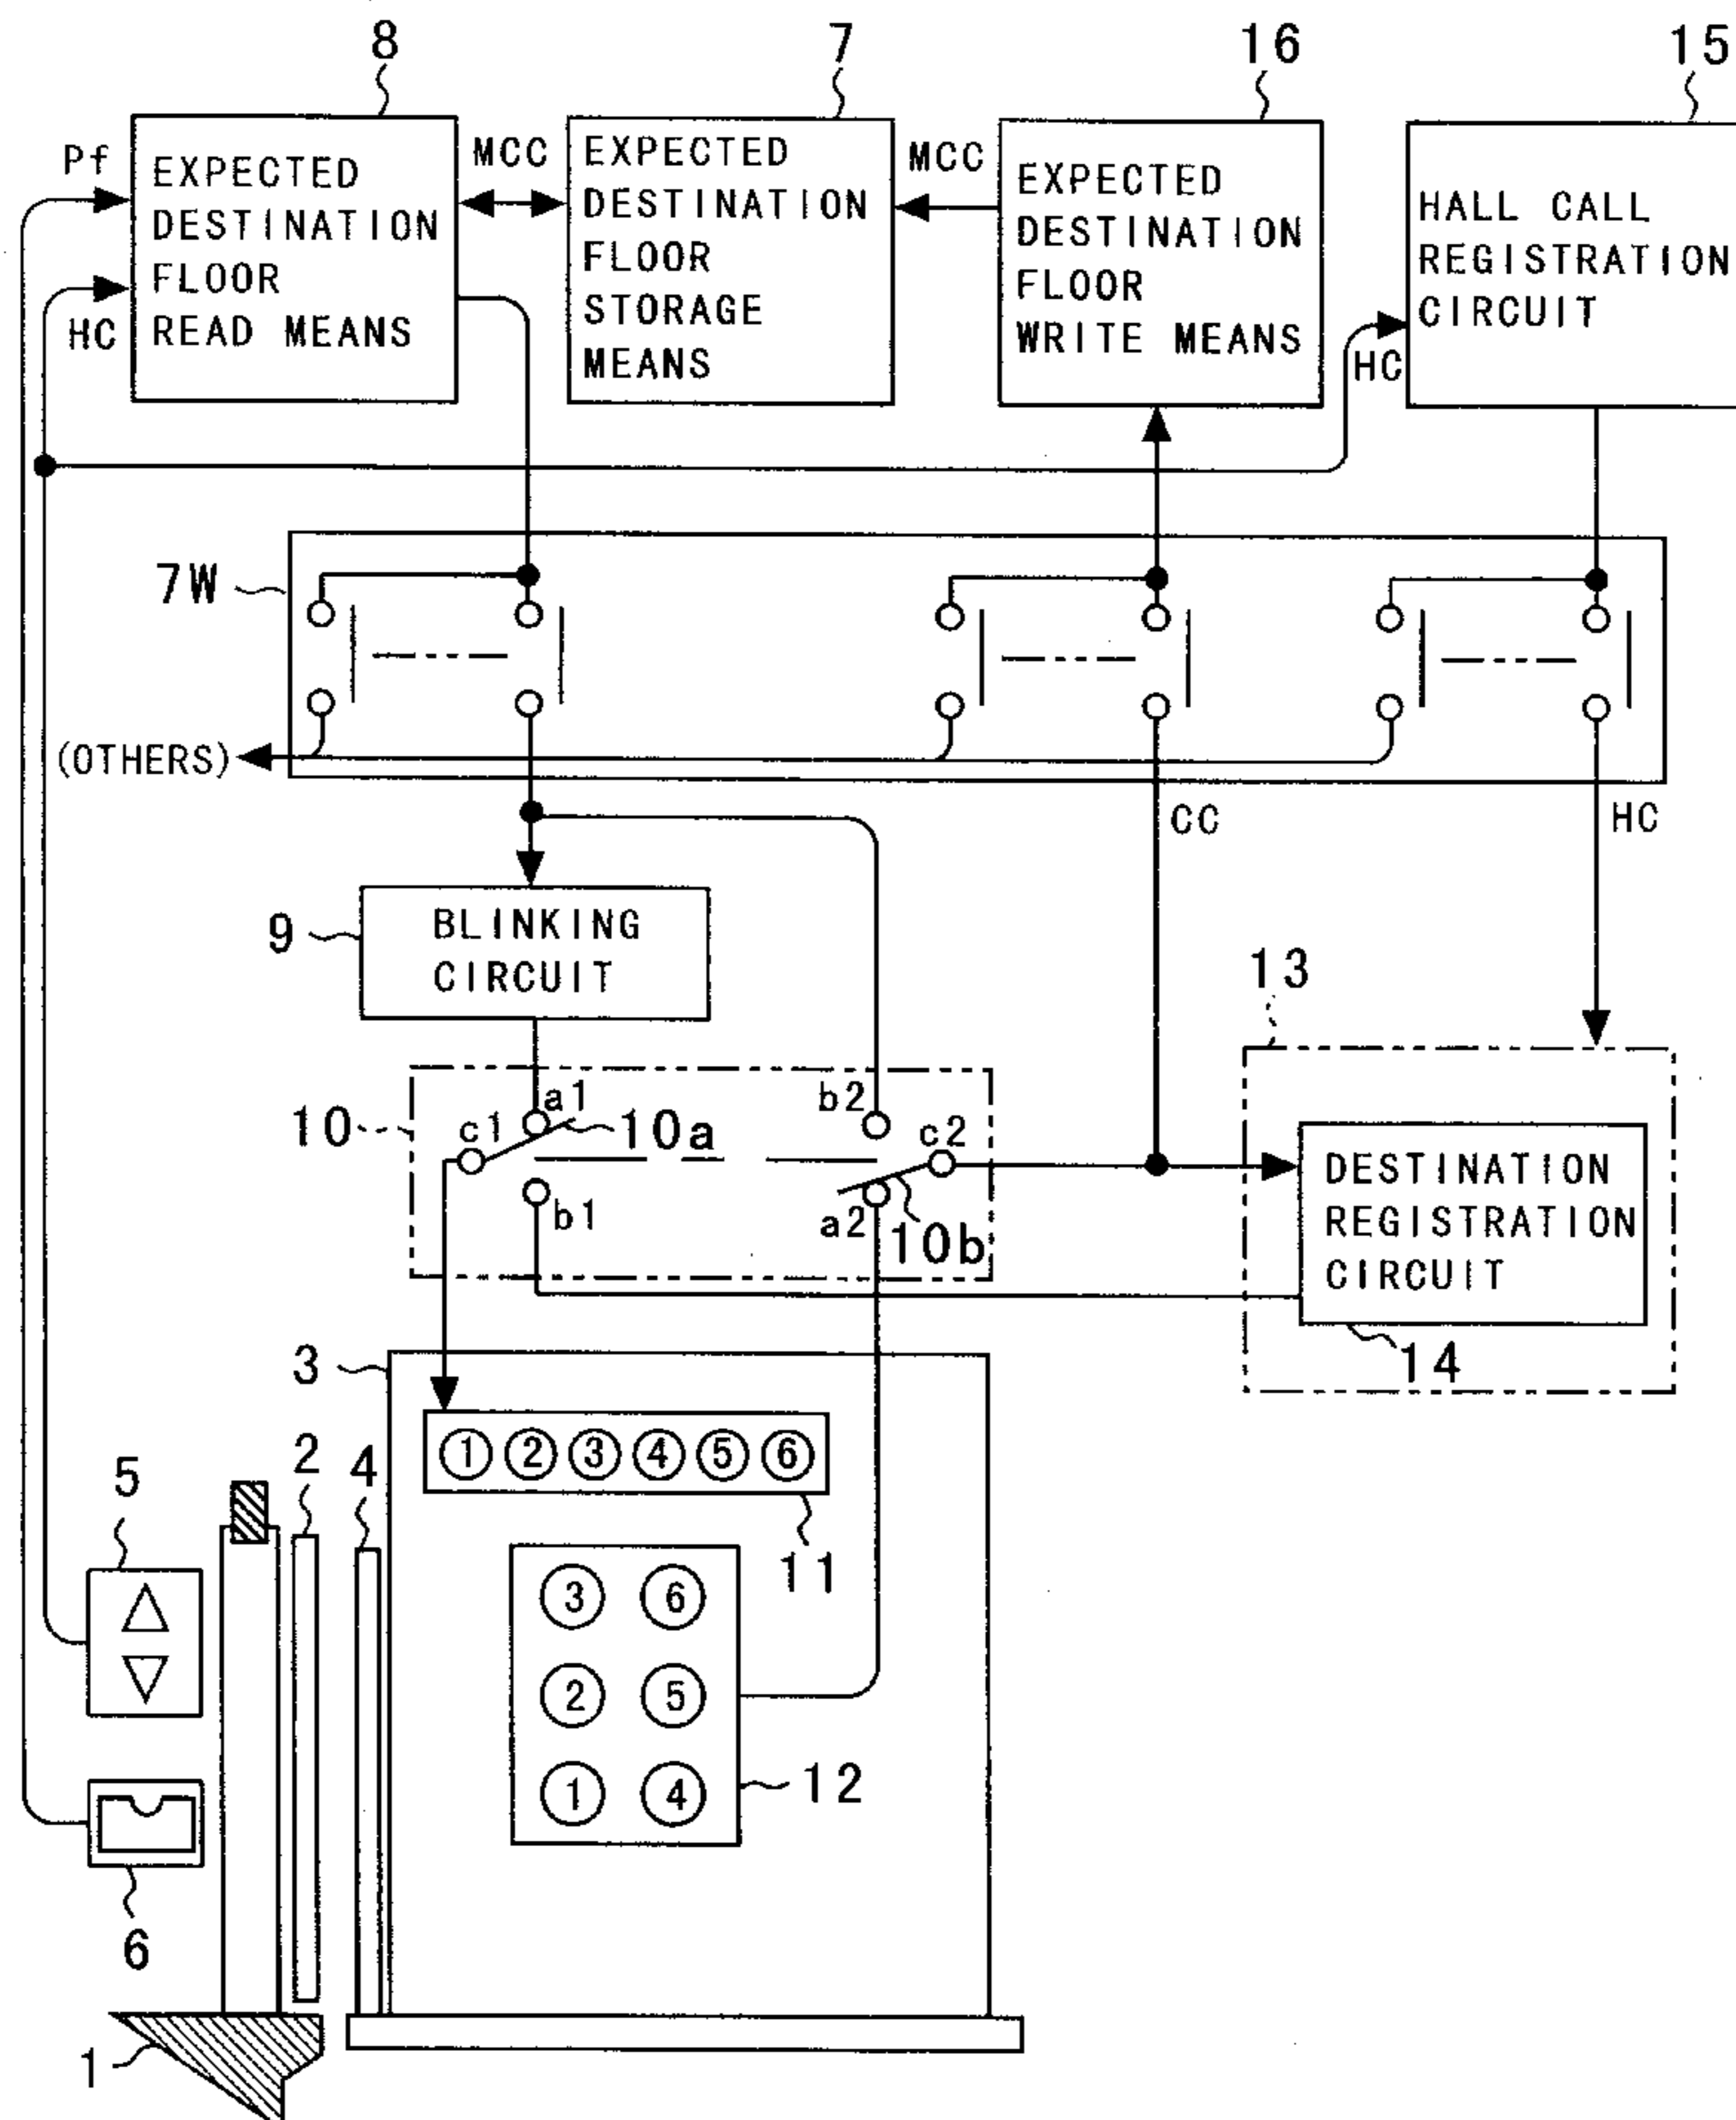 8
7
16
15
Pf
EXPECTED
DESTINATION
FLOOR
READ MEANS
HC
MCC
EXPECTED
DESTINATION
FLOOR
STORAGE
MEANS
MCC
EXPECTED
DESTINATION
FLOOR
WRITE MEANS
HALL CALL
REGISTRATION
CIRCUIT
HC
7W
(OTHERS)
CC
HC
9
BLINKING
CIRCUIT
13
10
c1
a1
10a
b2
c2
b1
a2
10b
DESTINATION
REGISTRATION
CIRCUIT
14
3
1 2 3 4 5 6
11
5
2
4
3 6
2 5
1 4
12
6
1